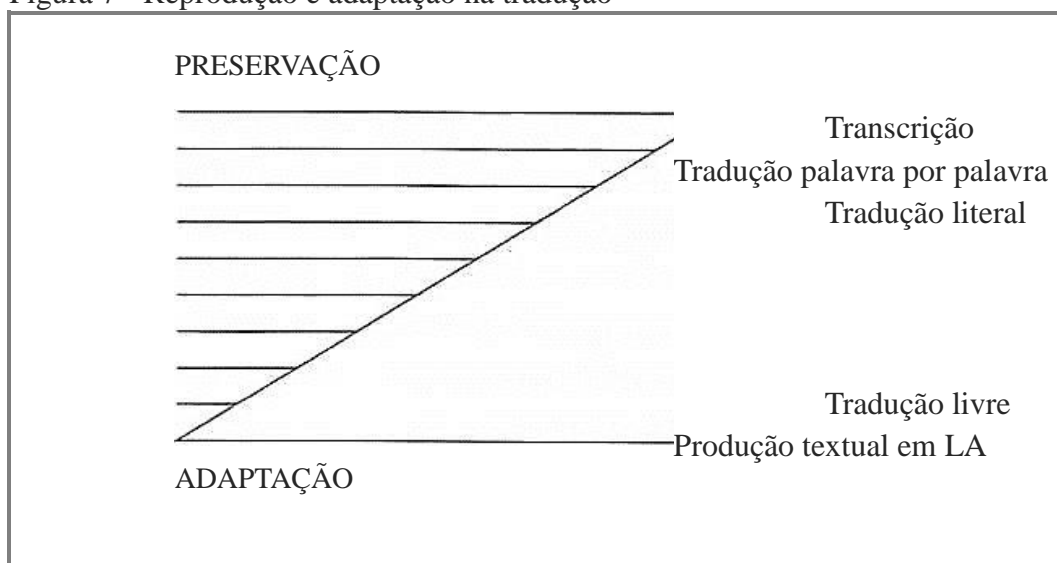 Figura 7 - Reprodução e adaptação na tradução
PRESERVAÇÃO
Transcrição
Tradução palavra por palavra
Tradução literal
Tradução livre
Produção textual em LA
ADAPTAÇÃO